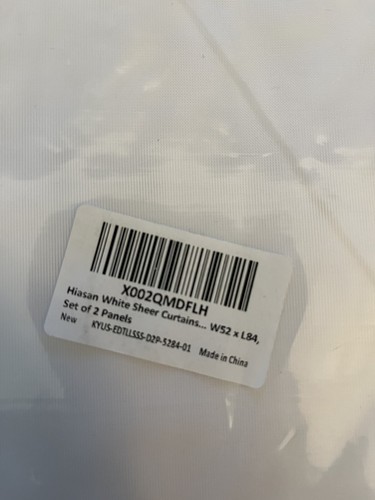 X002QMDFLH
Hiasan White Sheer Curtains... W52 x L84,
Set of 2 Panels
New KYUS-EDTLLSSS-D2P-5284-01 Made in China